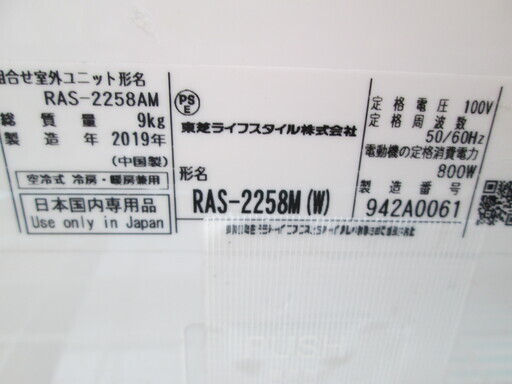 組合せ室外ユニット形名
RAS-2258AM
総質量 9kg
製造年 2019年
(中国製)
空冷式 冷房・暖房兼用
日本国内専用品
Use only in Japan
PS
E
東芝ライフスタイル株式会社
形名
RAS-2258M(W)
定格電圧 100V
定格周波数
50/60Hz
電動機の定格消費電力
800W
製造番号
942A0061
PUSH